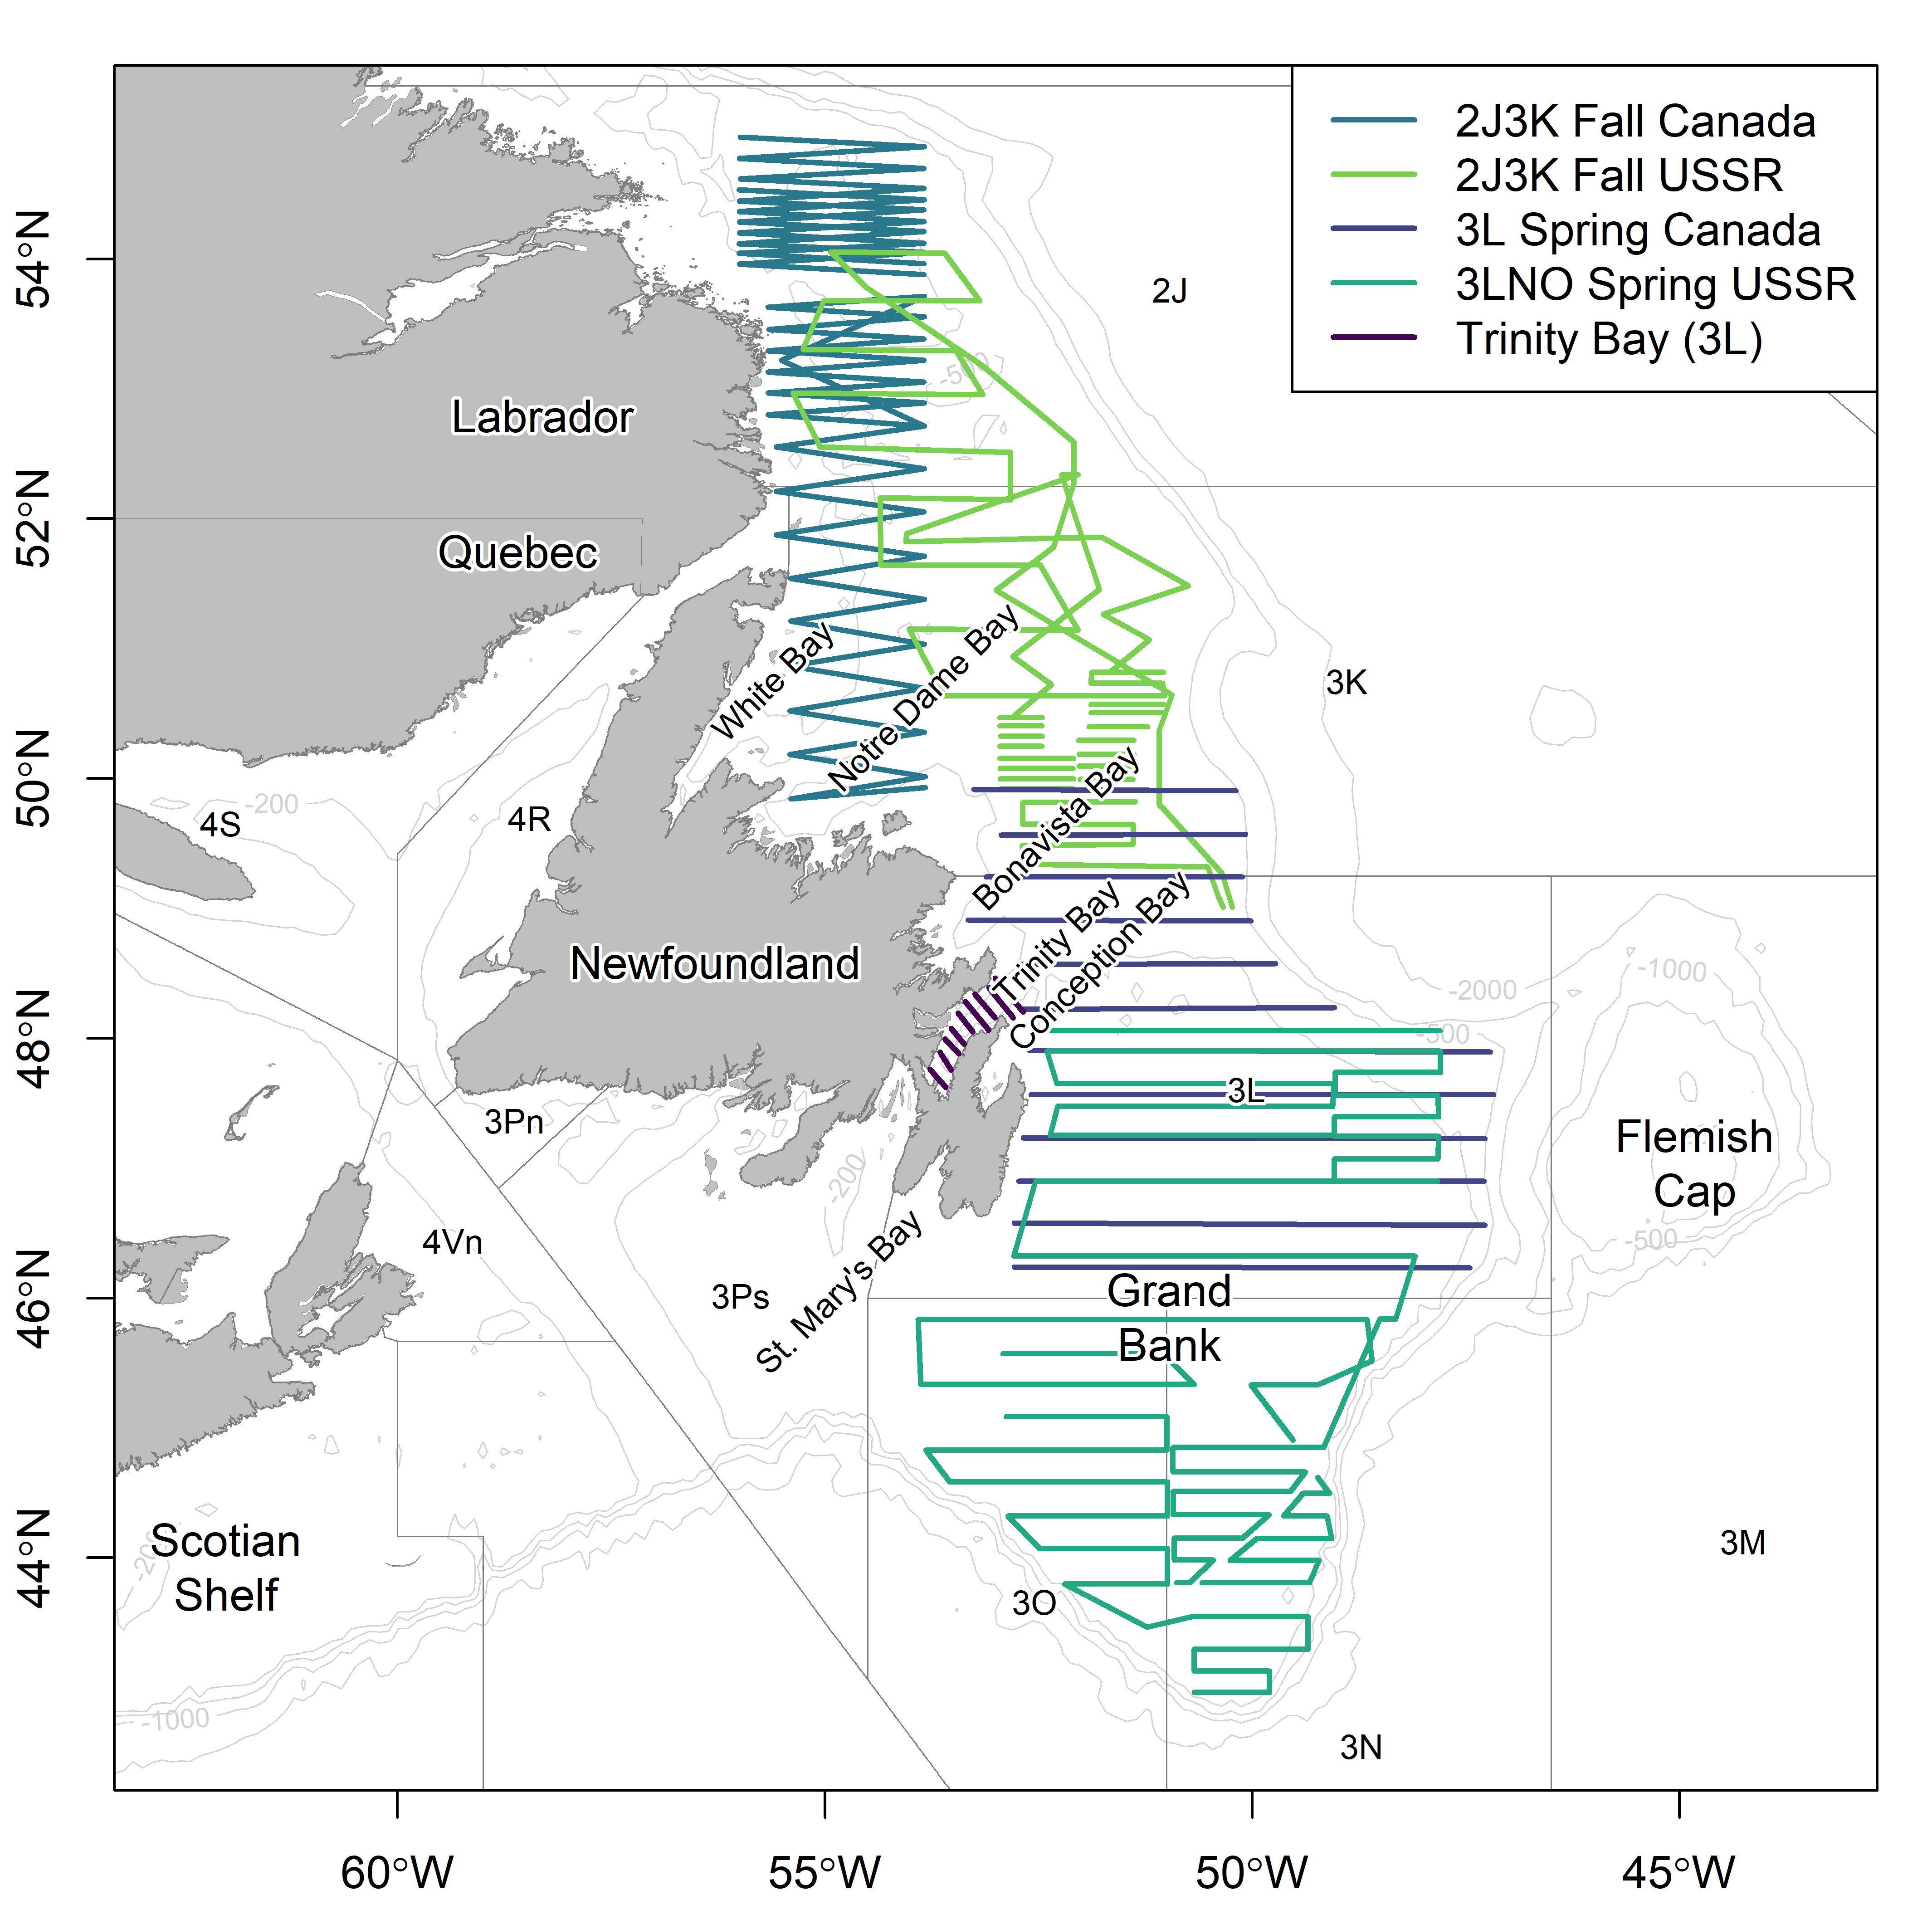 2J3K Fall Canada
2J3K Fall USSR
3L Spring Canada
3LNO Spring USSR
Trinity Bay (3L)
54°N
52°N
50°N
48°N
46°N
44°N
2J
-500
Labrador
Quebec
White Bay
Notre Dame Bay
3K
Bonavista Bay
-200
4S
4R
Trinity Bay
Conception Bay
Newfoundland
-1000
-2000
-500
3L
3Pn
Flemish
Cap
-200
4Vn
3Ps
St. Mary's Bay
-500
Grand
Bank
Scotian
Shelf
3M
3O
-1000
3N
60°W
55°W
50°W
45°W